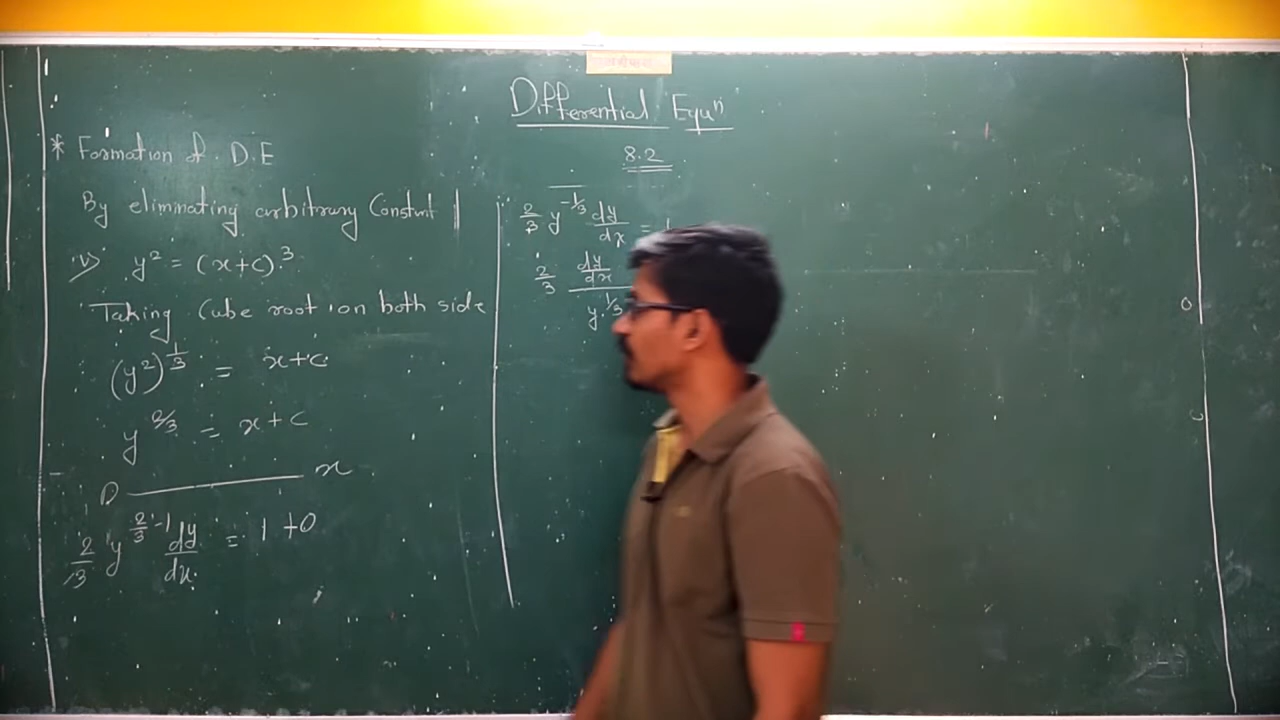 Differential Equⁿ
8.2
* Formation of D.E
By eliminating arbitrary Constant
v) y² = (x+c)³
Taking Cube root on both side
(y²)^(1/3) = x+c
y^(2/3) = x+c
D ——— x
2/3 y^(2/3 -1) dy/dx = 1+0
2/3 y^(-1/3) dy/dx = 1
2/3 (dy/dx)/(y^(1/3))